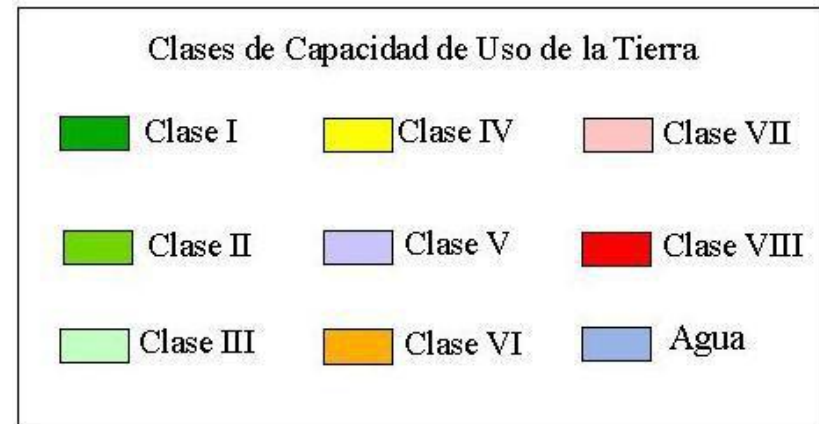 Clases de Capacidad de Uso de la Tierra
Clase I
Clase IV
Clase VII
Clase II
Clase V
Clase VIII
Clase III
Clase VI
Agua